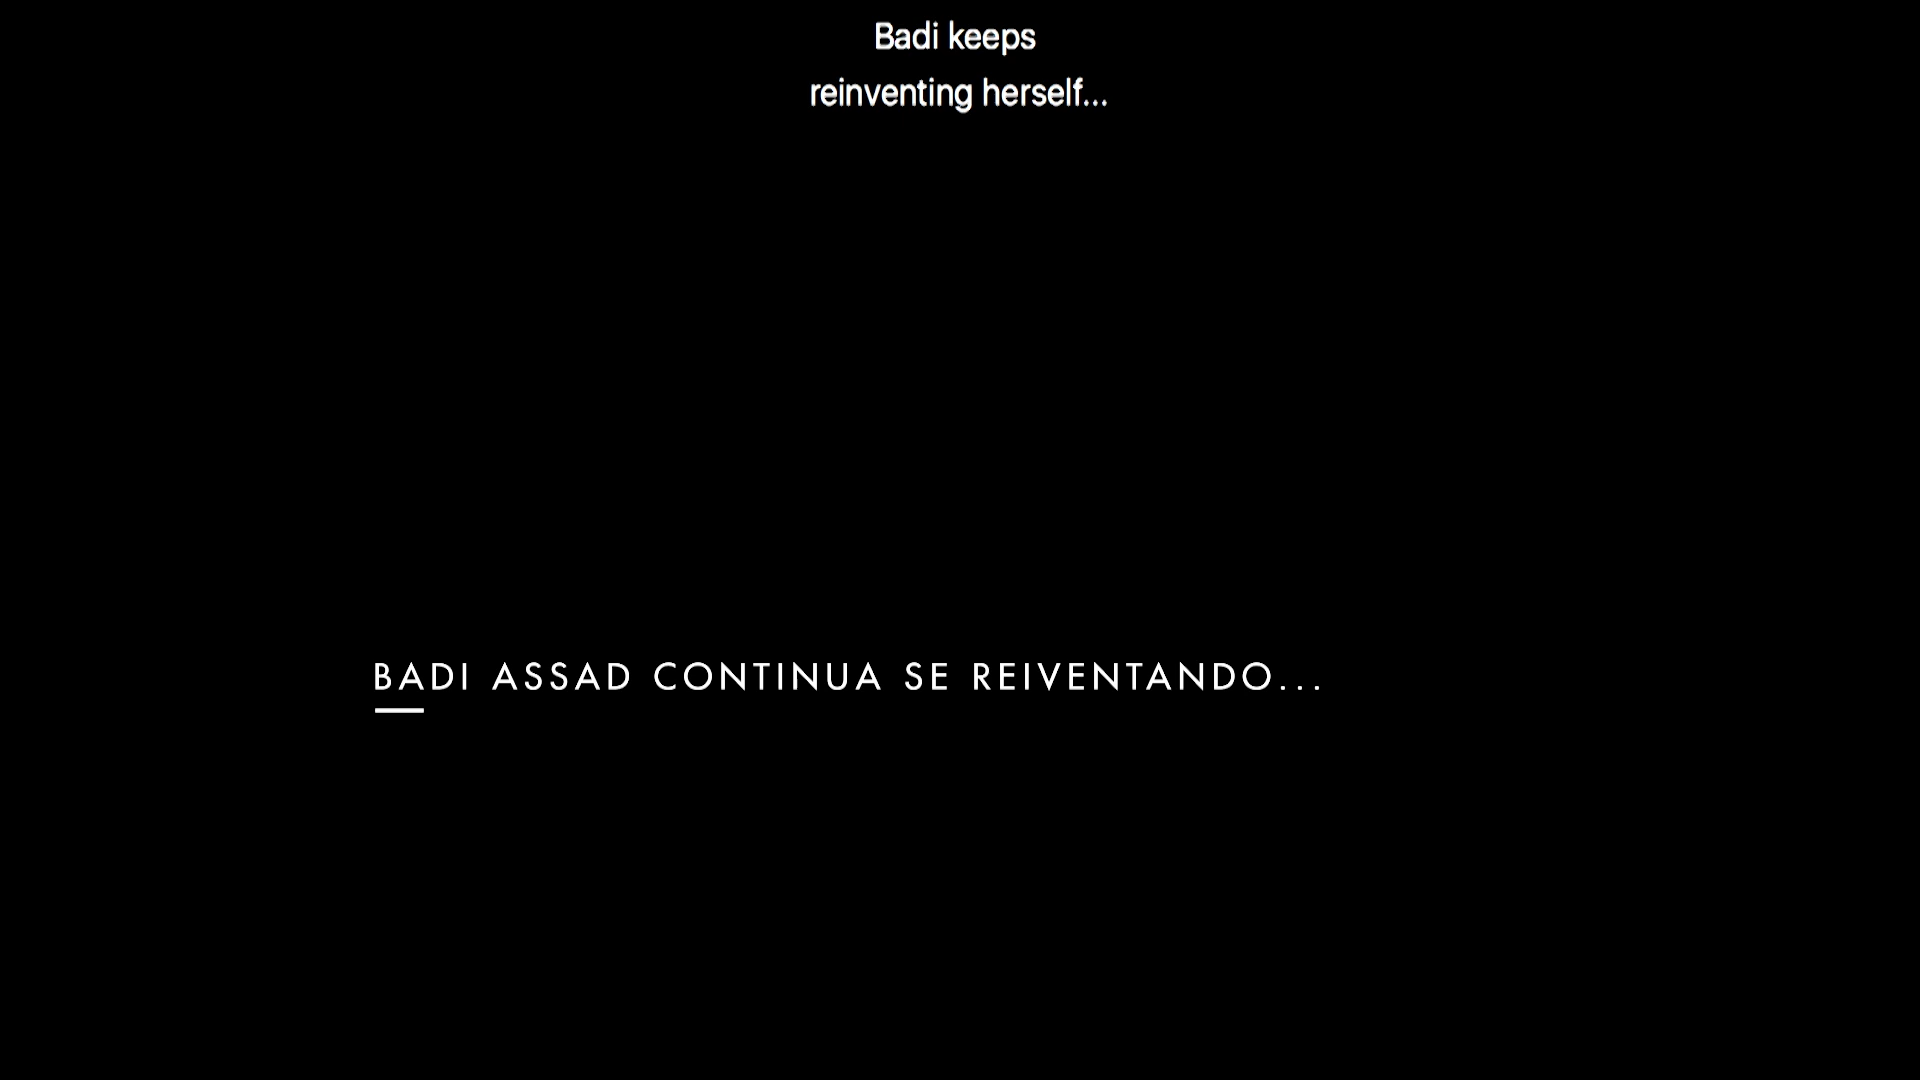 Badi keeps
reinventing herself...
BADI ASSAD CONTINUA SE REIVENTANDO...